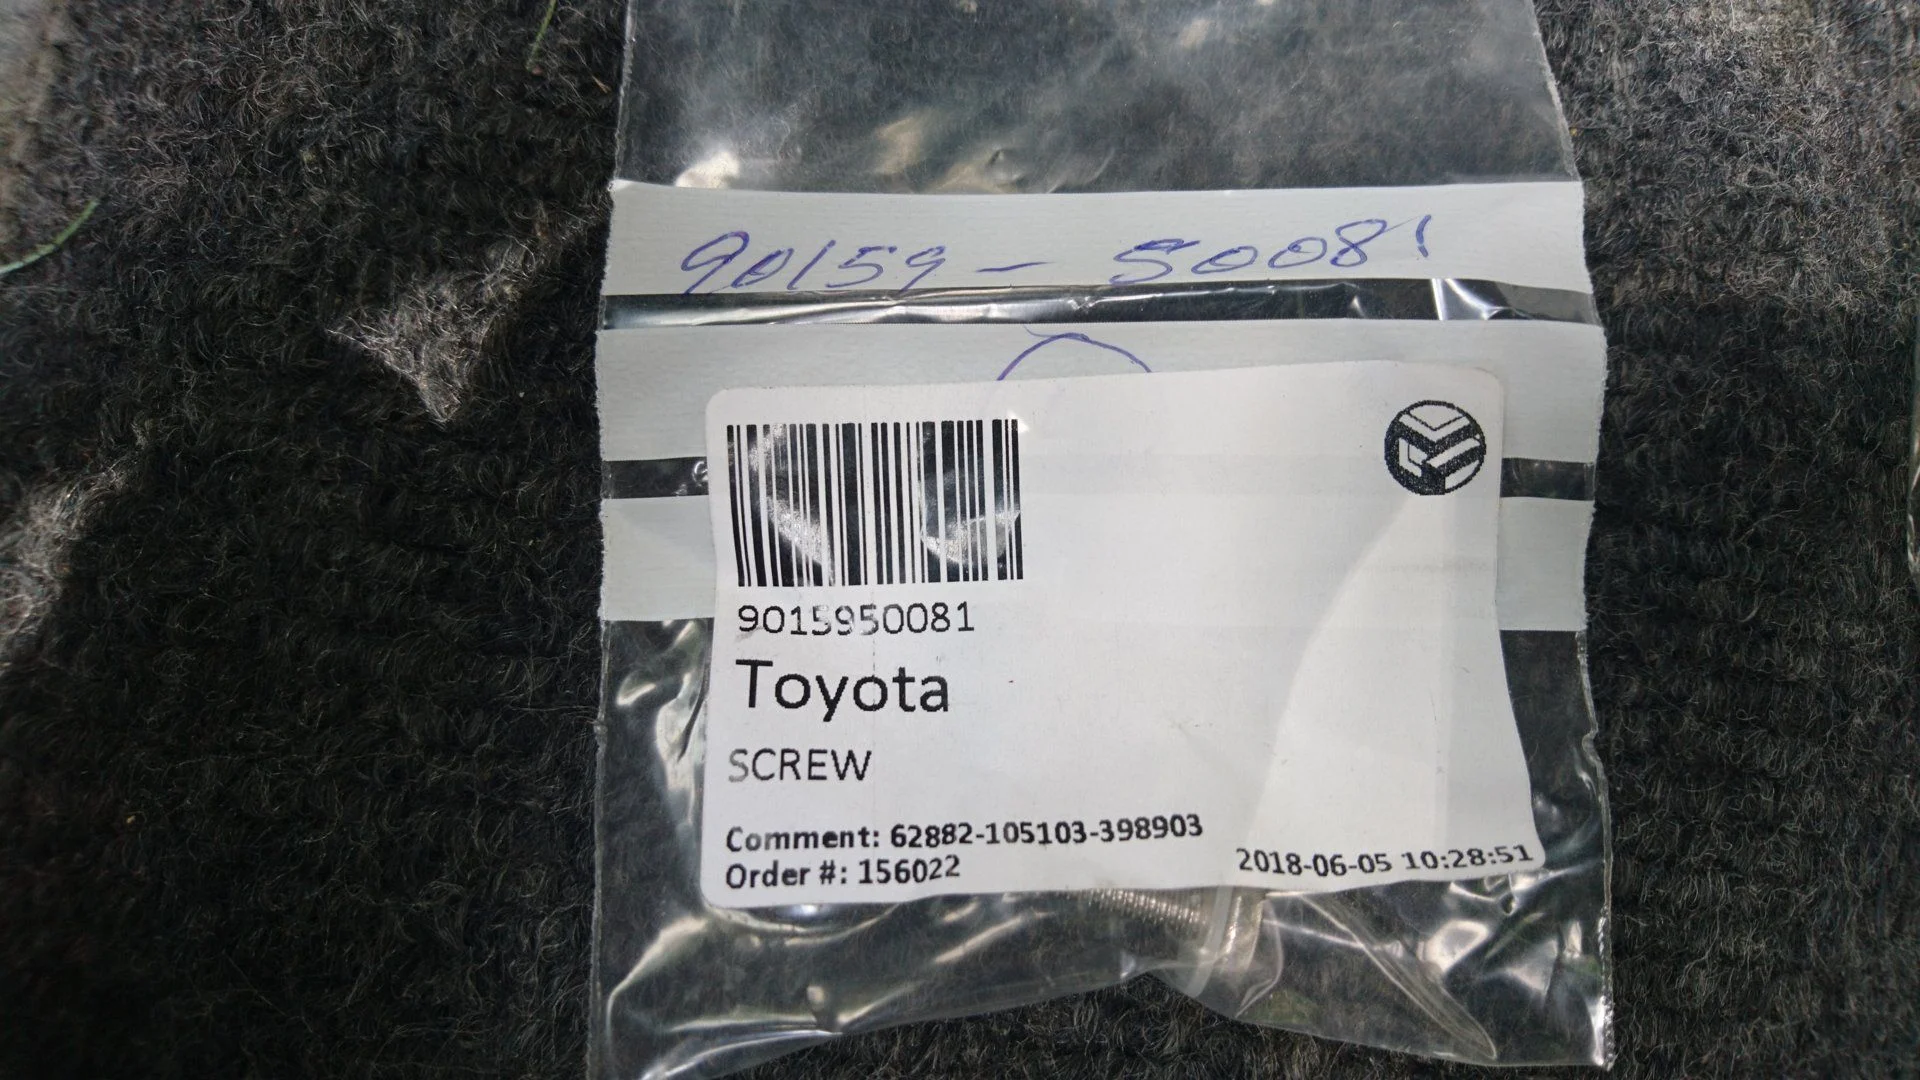 90159 - 50081
9015950081
Toyota
SCREW
Comment: 62882-105103-398903
Order #: 156022
2018-06-05 10:28:51